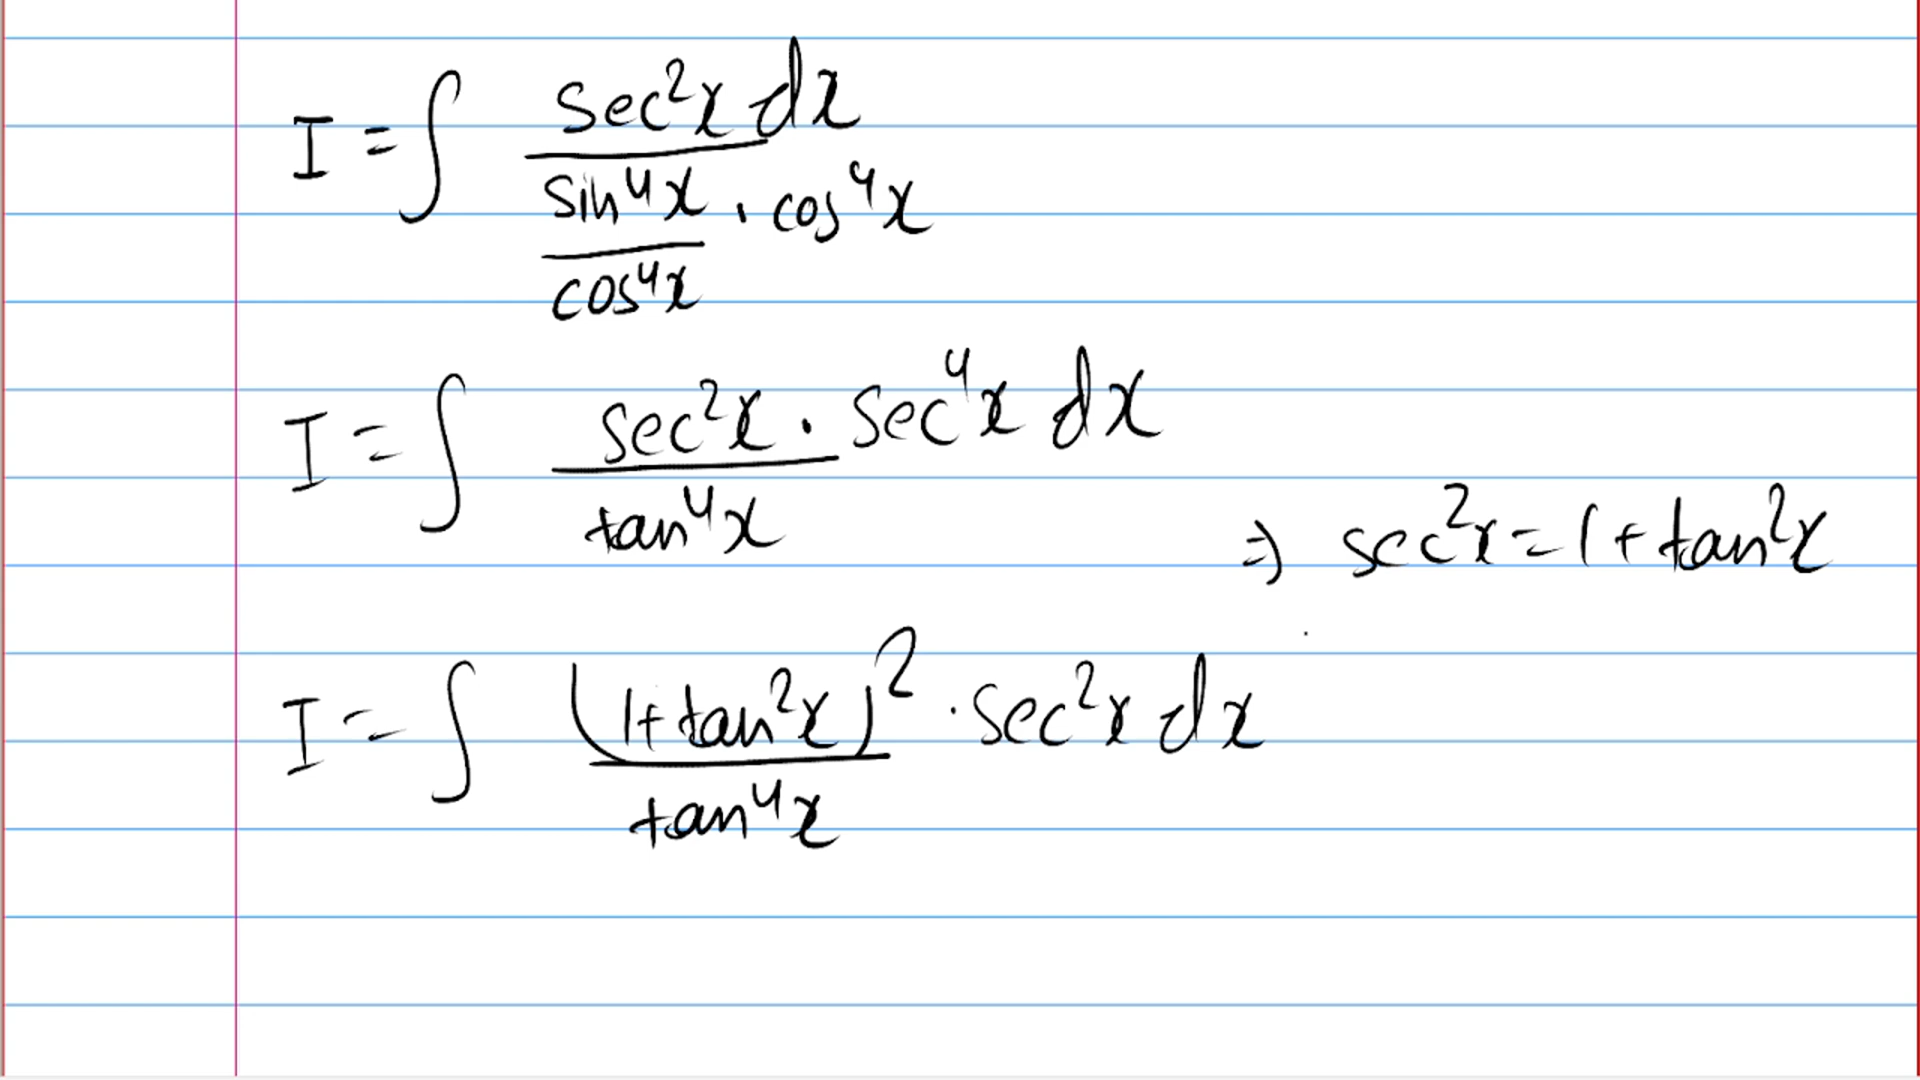 I = ∫ sec²x dx / ((sin⁴x / cos⁴x) · cos⁴x)
I = ∫ (sec²x / tan⁴x) · sec⁴x dx
⇒ sec²x = 1 + tan²x
I = ∫ ((1+tan²x)² / tan⁴x) · sec²x dx